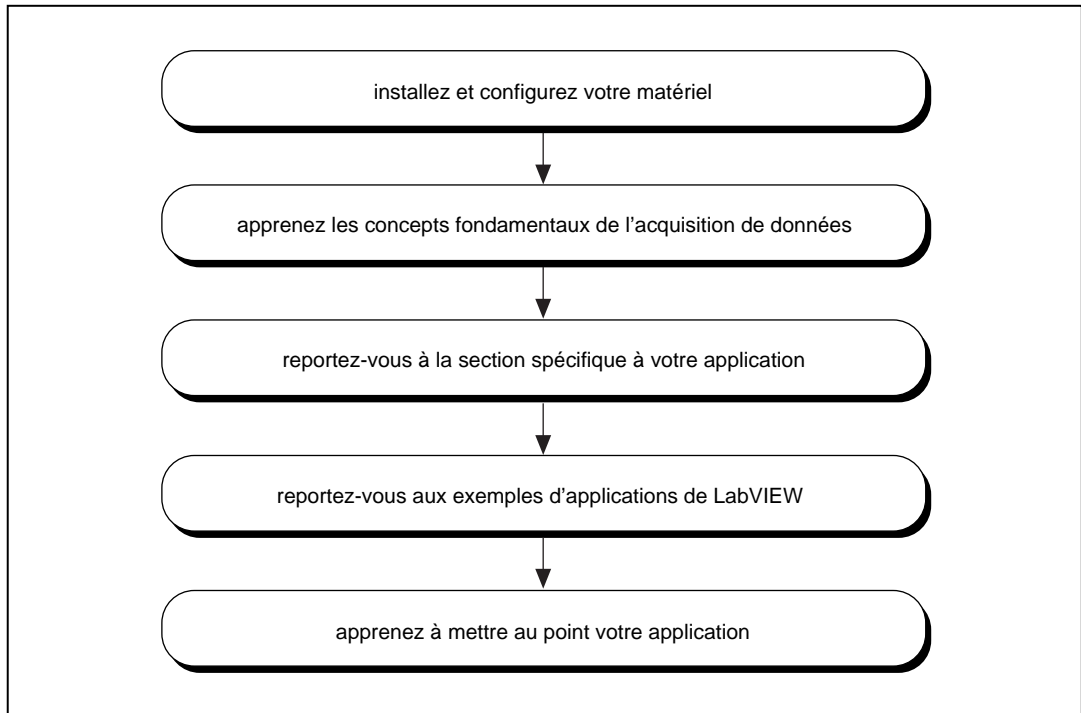 installez et configurez votre matériel
apprenez les concepts fondamentaux de l'acquisition de données
reportez-vous à la section spécifique à votre application
reportez-vous aux exemples d'applications de LabVIEW
apprenez à mettre au point votre application